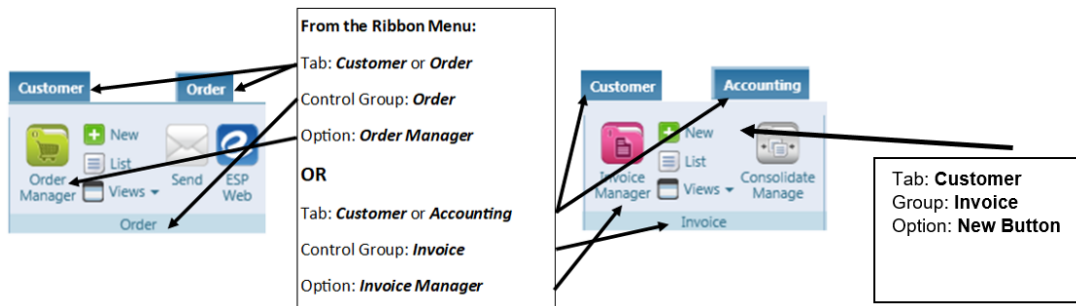 From the Ribbon Menu:
Tab: Customer or Order
Control Group: Order
Option: Order Manager
OR
Tab: Customer or Accounting
Control Group: Invoice
Option: Invoice Manager
Customer
Order
Order
Manager
New
List
Views
Send
ESP
Web
Order
Customer
Accounting
Invoice
Manager
New
List
Views
Consolidate
Manage
Invoice
Tab: Customer
Group: Invoice
Option: New Button